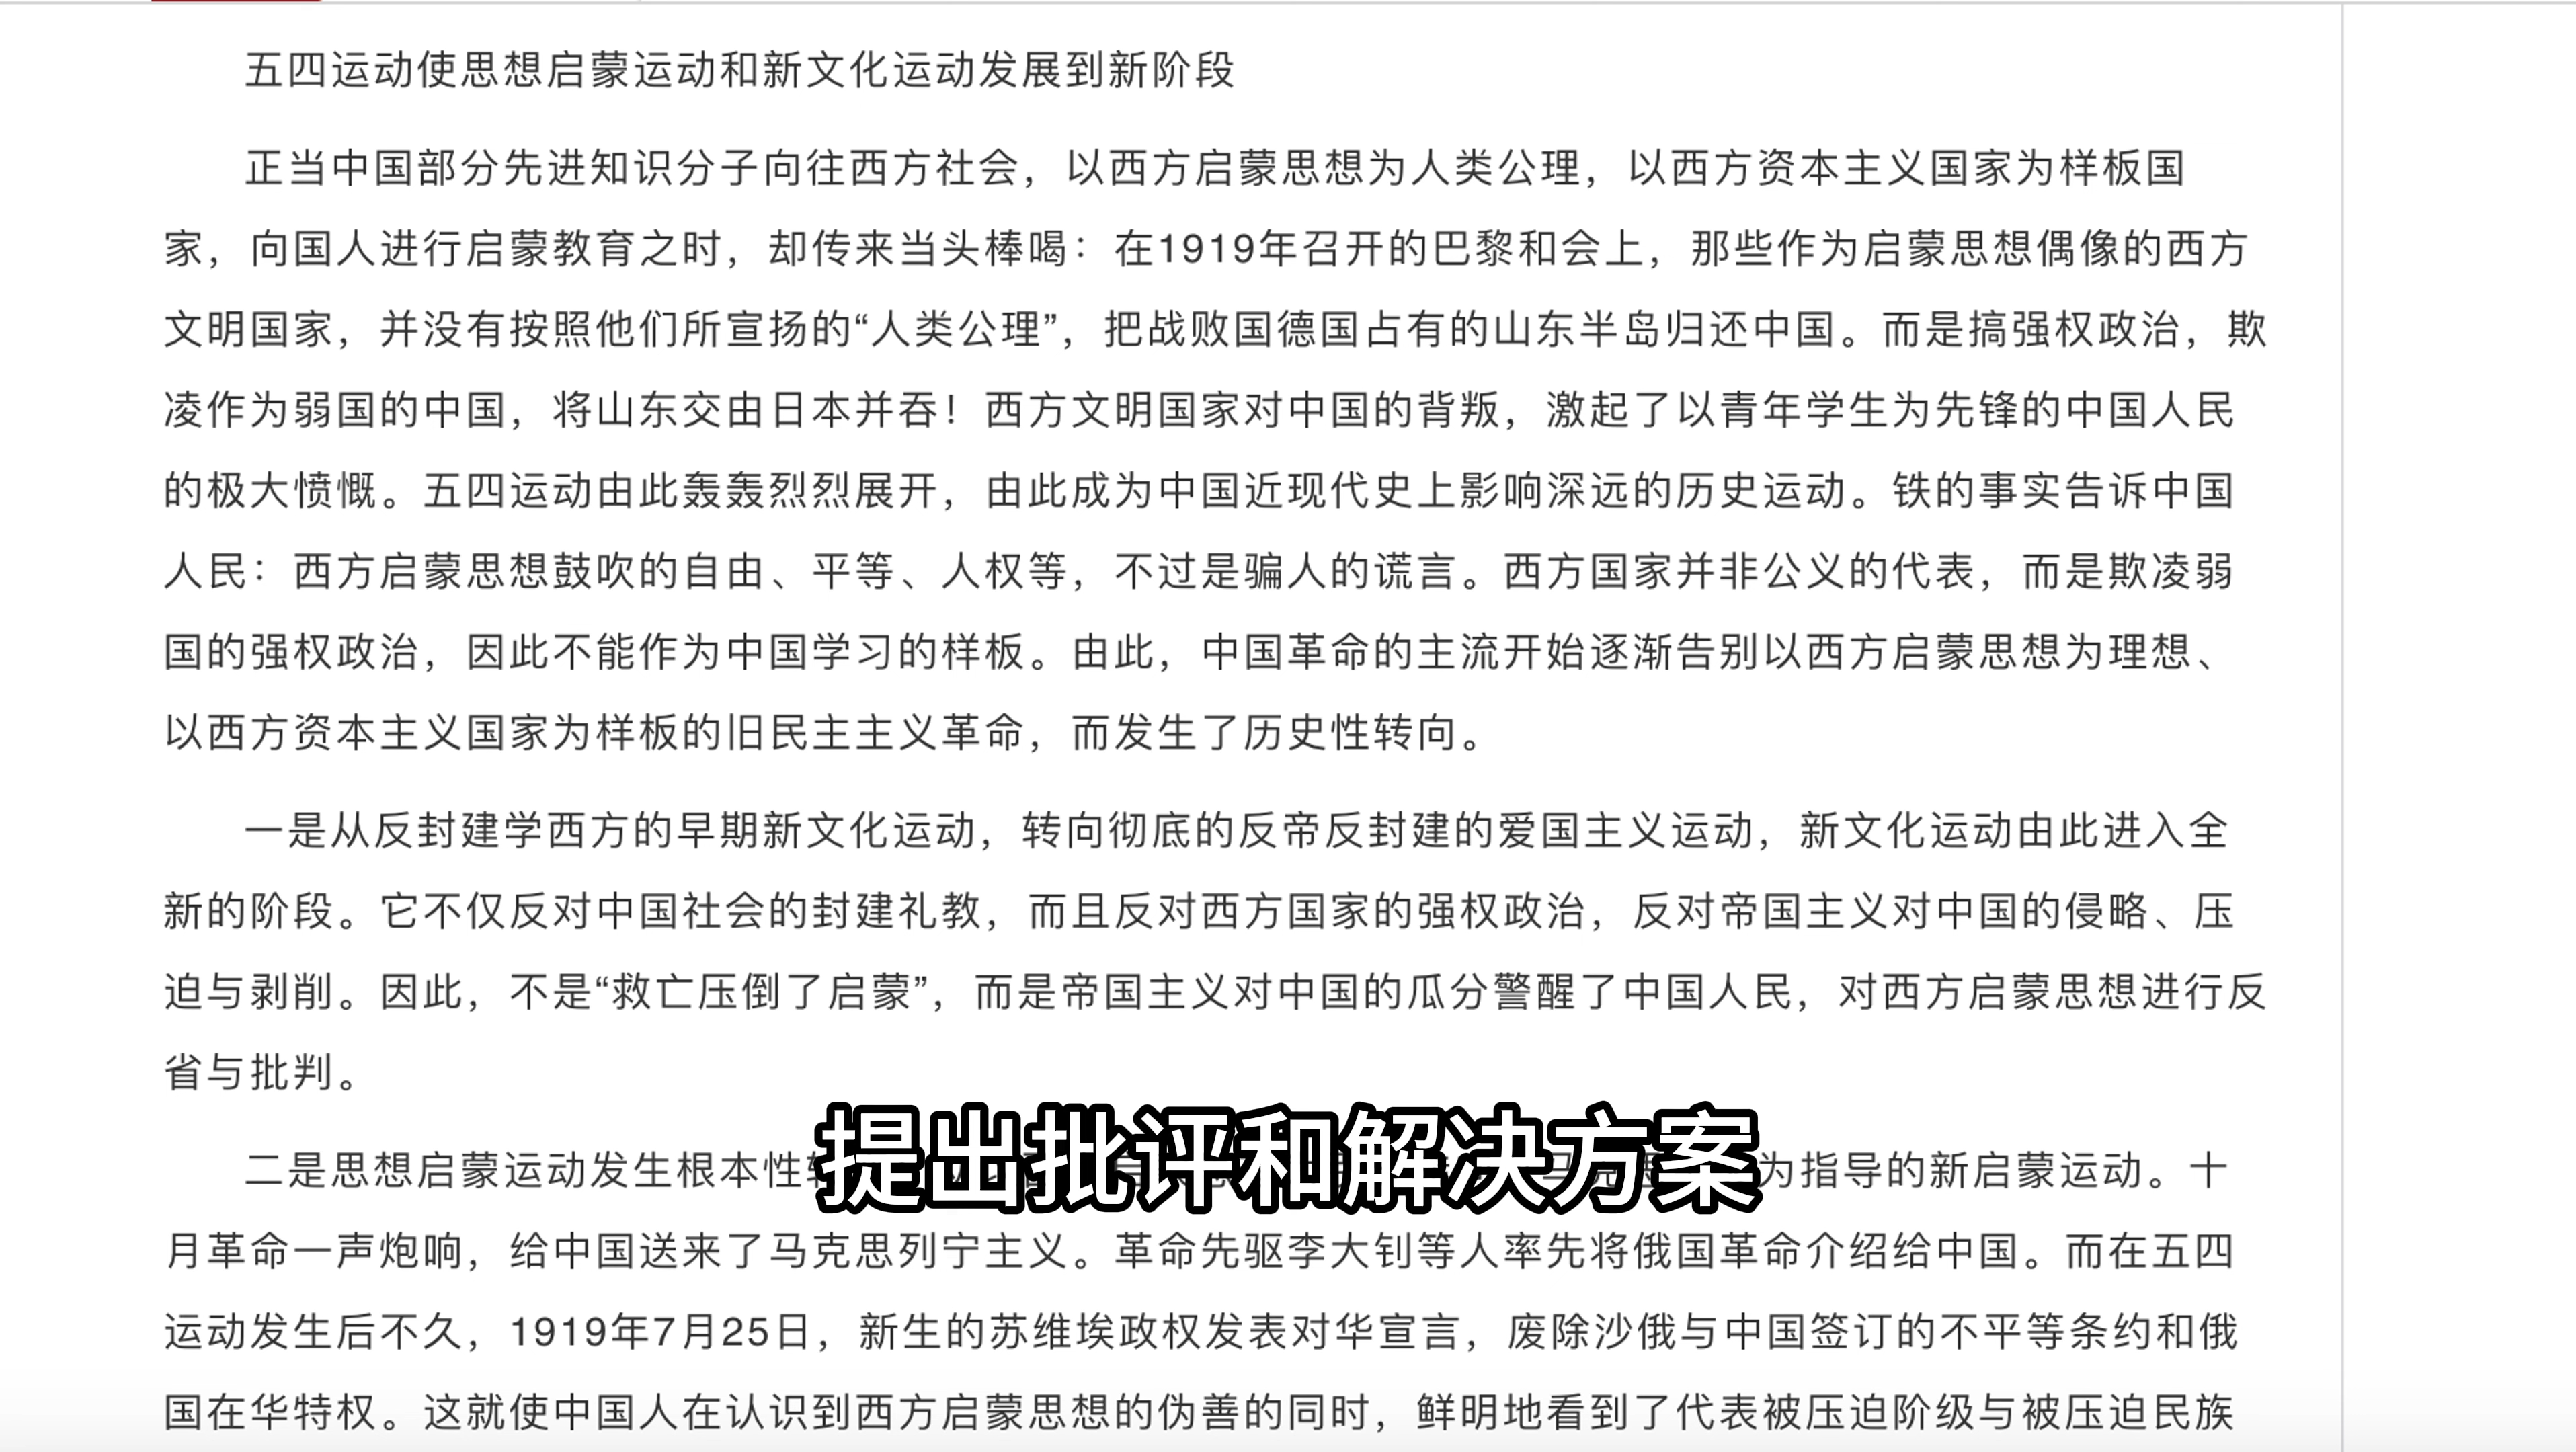 五四运动使思想启蒙运动和新文化运动发展到新阶段
正当中国部分先进知识分子向往西方社会，以西方启蒙思想为人类公理，以西方资本主义国家为样板国
家，向国人进行启蒙教育之时，却传来当头棒喝：在1919年召开的巴黎和会上，那些作为启蒙思想偶像的西方
文明国家，并没有按照他们所宣扬的“人类公理”，把战败国德国占有的山东半岛归还中国。而是搞强权政治，欺
凌作为弱国的中国，将山东交由日本并吞！西方文明国家对中国的背叛，激起了以青年学生为先锋的中国人民
的极大愤慨。五四运动由此轰轰烈烈展开，由此成为中国近现代史上影响深远的历史运动。铁的事实告诉中国
人民：西方启蒙思想鼓吹的自由、平等、人权等，不过是骗人的谎言。西方国家并非公义的代表，而是欺凌弱
国的强权政治，因此不能作为中国学习的样板。由此，中国革命的主流开始逐渐告别以西方启蒙思想为理想、
以西方资本主义国家为样板的旧民主主义革命，而发生了历史性转向。
一是从反封建学西方的早期新文化运动，转向彻底的反帝反封建的爱国主义运动，新文化运动由此进入全
新的阶段。它不仅反对中国社会的封建礼教，而且反对西方国家的强权政治，反对帝国主义对中国的侵略、压
迫与剥削。因此，不是“救亡压倒了启蒙”，而是帝国主义对中国的瓜分警醒了中国人民，对西方启蒙思想进行反
省与批判。
二是思想启蒙运动发生根本性 为指导的新启蒙运动。十
提出批评和解决方案
月革命一声炮响，给中国送来了马克思列宁主义。革命先驱李大钊等人率先将俄国革命介绍给中国。而在五四
运动发生后不久，1919年7月25日，新生的苏维埃政权发表对华宣言，废除沙俄与中国签订的不平等条约和俄
国在华特权。这就使中国人在认识到西方启蒙思想的伪善的同时，鲜明地看到了代表被压迫阶级与被压迫民族